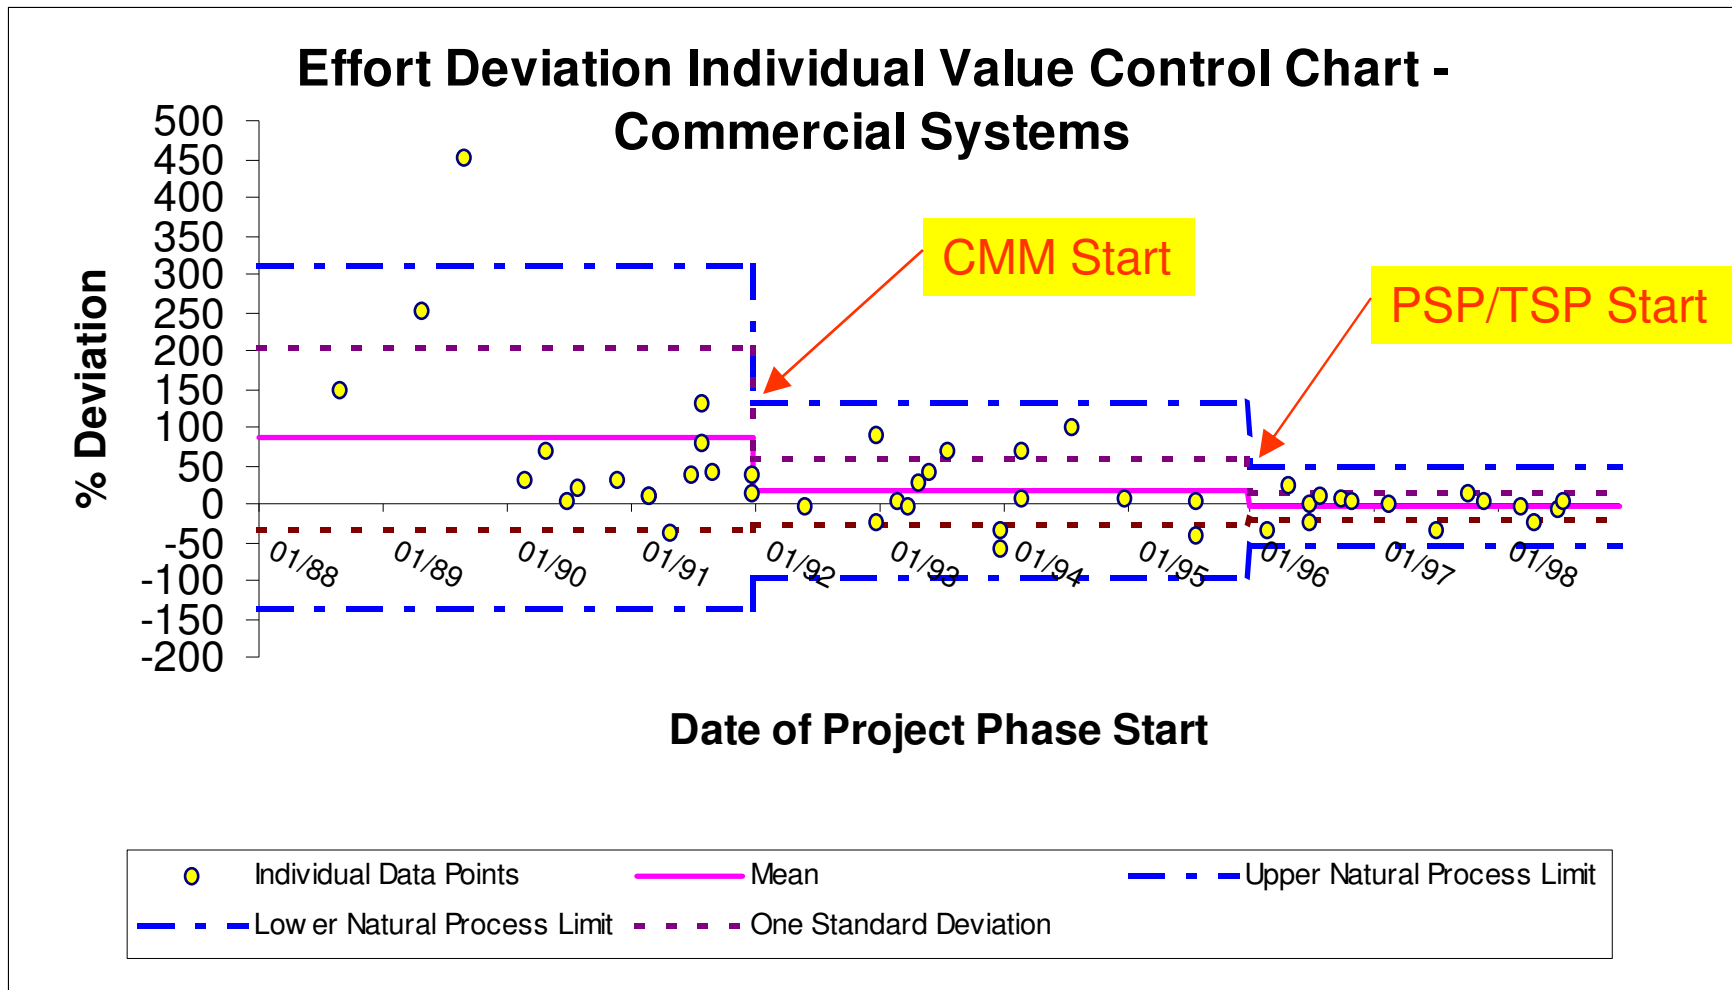 Effort Deviation Individual Value Control Chart -
Commercial Systems
500
450
400
350
300
250
200
150
100
50
0
-50
-100
-150
-200
% Deviation
CMM Start
PSP/TSP Start
01/88
01/89
01/90
01/91
01/92
01/93
01/94
01/95
01/96
01/97
01/98
Date of Project Phase Start
Individual Data Points
Mean
Upper Natural Process Limit
Lower Natural Process Limit
One Standard Deviation